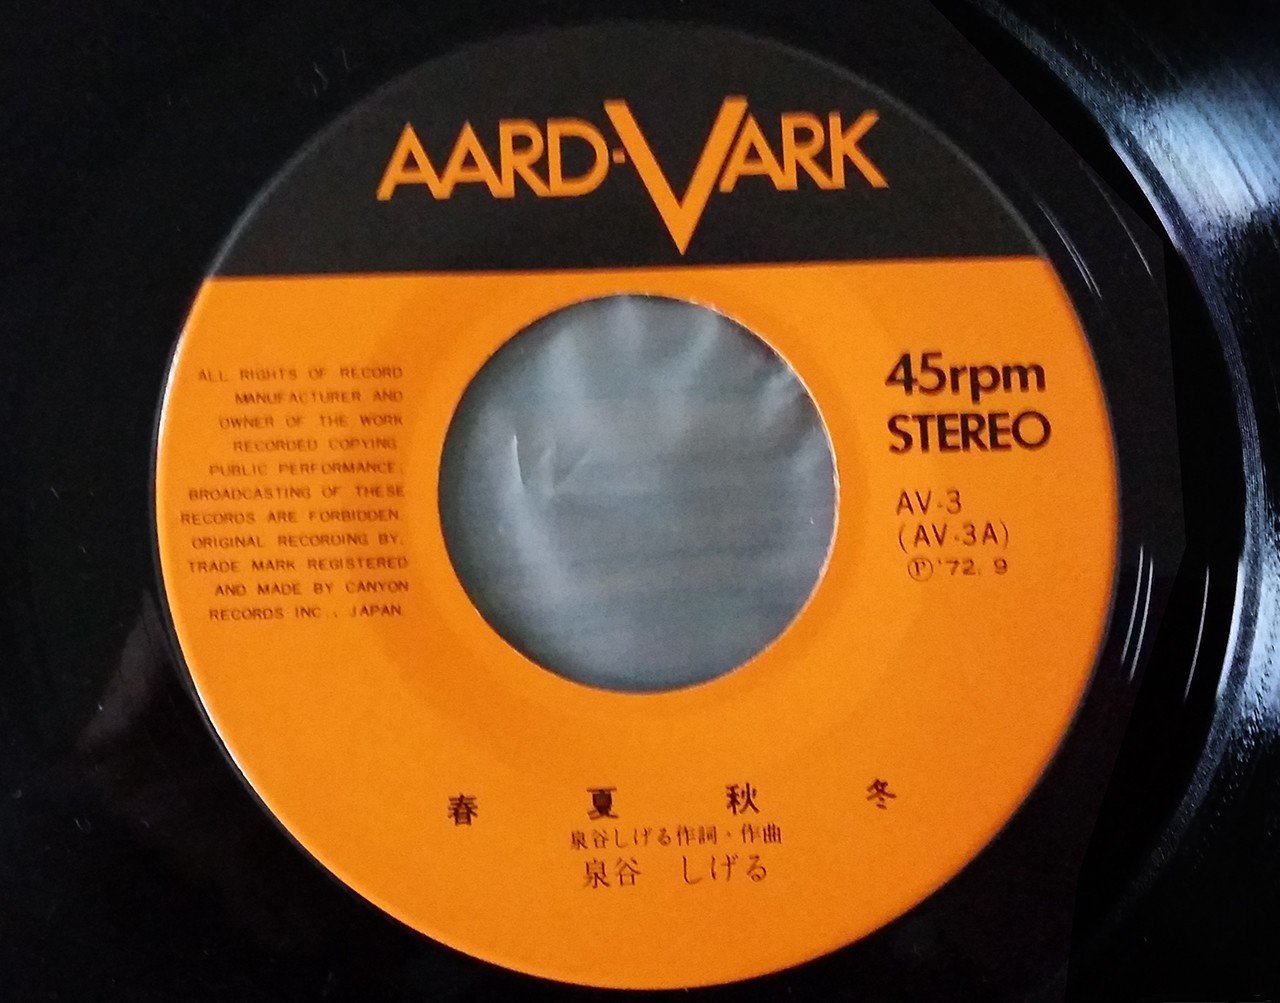 AARD-VARK
ALL RIGHTS OF RECORD
MANUFACTURER AND
OWNER OF THE WORK
RECORDED COPYING.
PUBLIC PERFORMANCE.
BROADCASTING OF THESE
RECORDS ARE FORBIDDEN.
ORIGINAL RECORDING BY.
TRADE MARK REGISTERED
AND MADE BY CANYON
RECORDS INC., JAPAN.
45rpm
STEREO
AV-3
(AV-3A)
Ⓟ'72. 9
春 夏 秋 冬
泉谷しげる作詞・作曲
泉谷 しげる